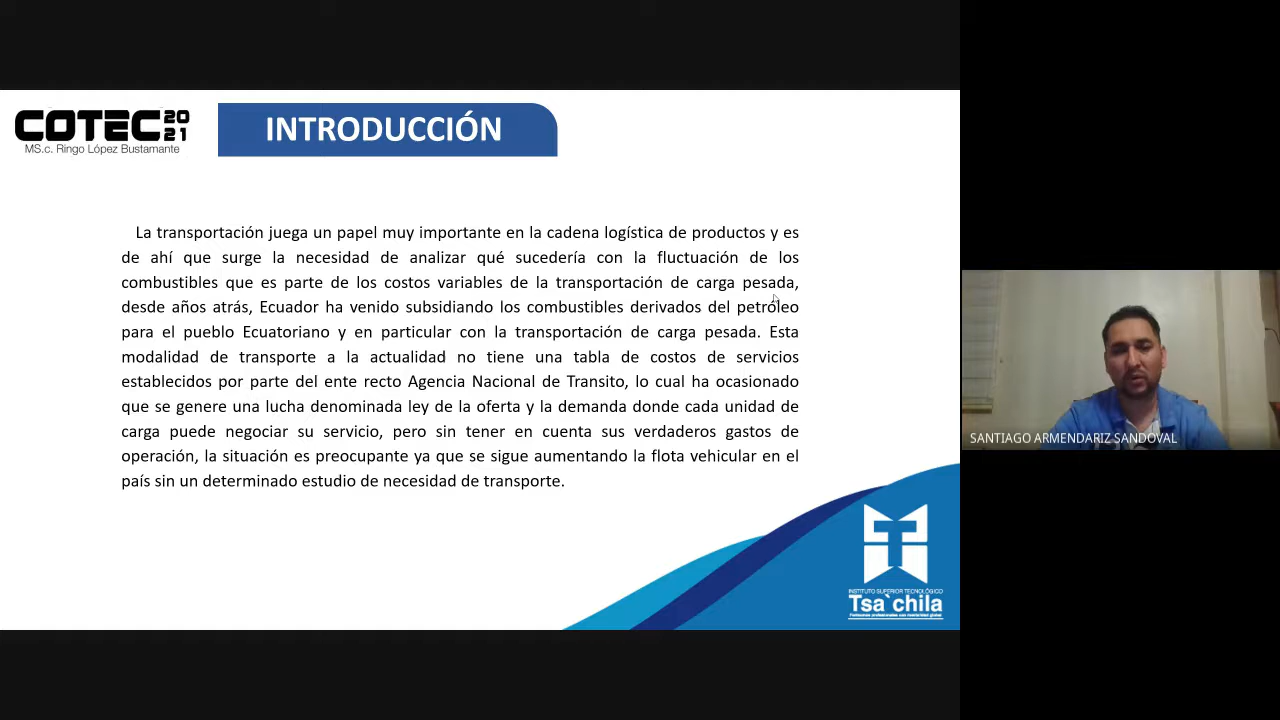 COTEC 20 21
MS.c. Ringo López Bustamante
INTRODUCCIÓN
La transportación juega un papel muy importante en la cadena logística de productos y es
de ahí que surge la necesidad de analizar qué sucedería con la fluctuación de los
combustibles que es parte de los costos variables de la transportación de carga pesada,
desde años atrás, Ecuador ha venido subsidiando los combustibles derivados del petróleo
para el pueblo Ecuatoriano y en particular con la transportación de carga pesada. Esta
modalidad de transporte a la actualidad no tiene una tabla de costos de servicios
establecidos por parte del ente recto Agencia Nacional de Transito, lo cual ha ocasionado
que se genere una lucha denominada ley de la oferta y la demanda donde cada unidad de
carga puede negociar su servicio, pero sin tener en cuenta sus verdaderos gastos de
operación, la situación es preocupante ya que se sigue aumentando la flota vehicular en el
país sin un determinado estudio de necesidad de transporte.
SANTIAGO ARMENDARIZ SANDOVAL
INSTITUTO SUPERIOR TECNOLÓGICO
Tsa`chila
Formamos profesionales con mentalidad global